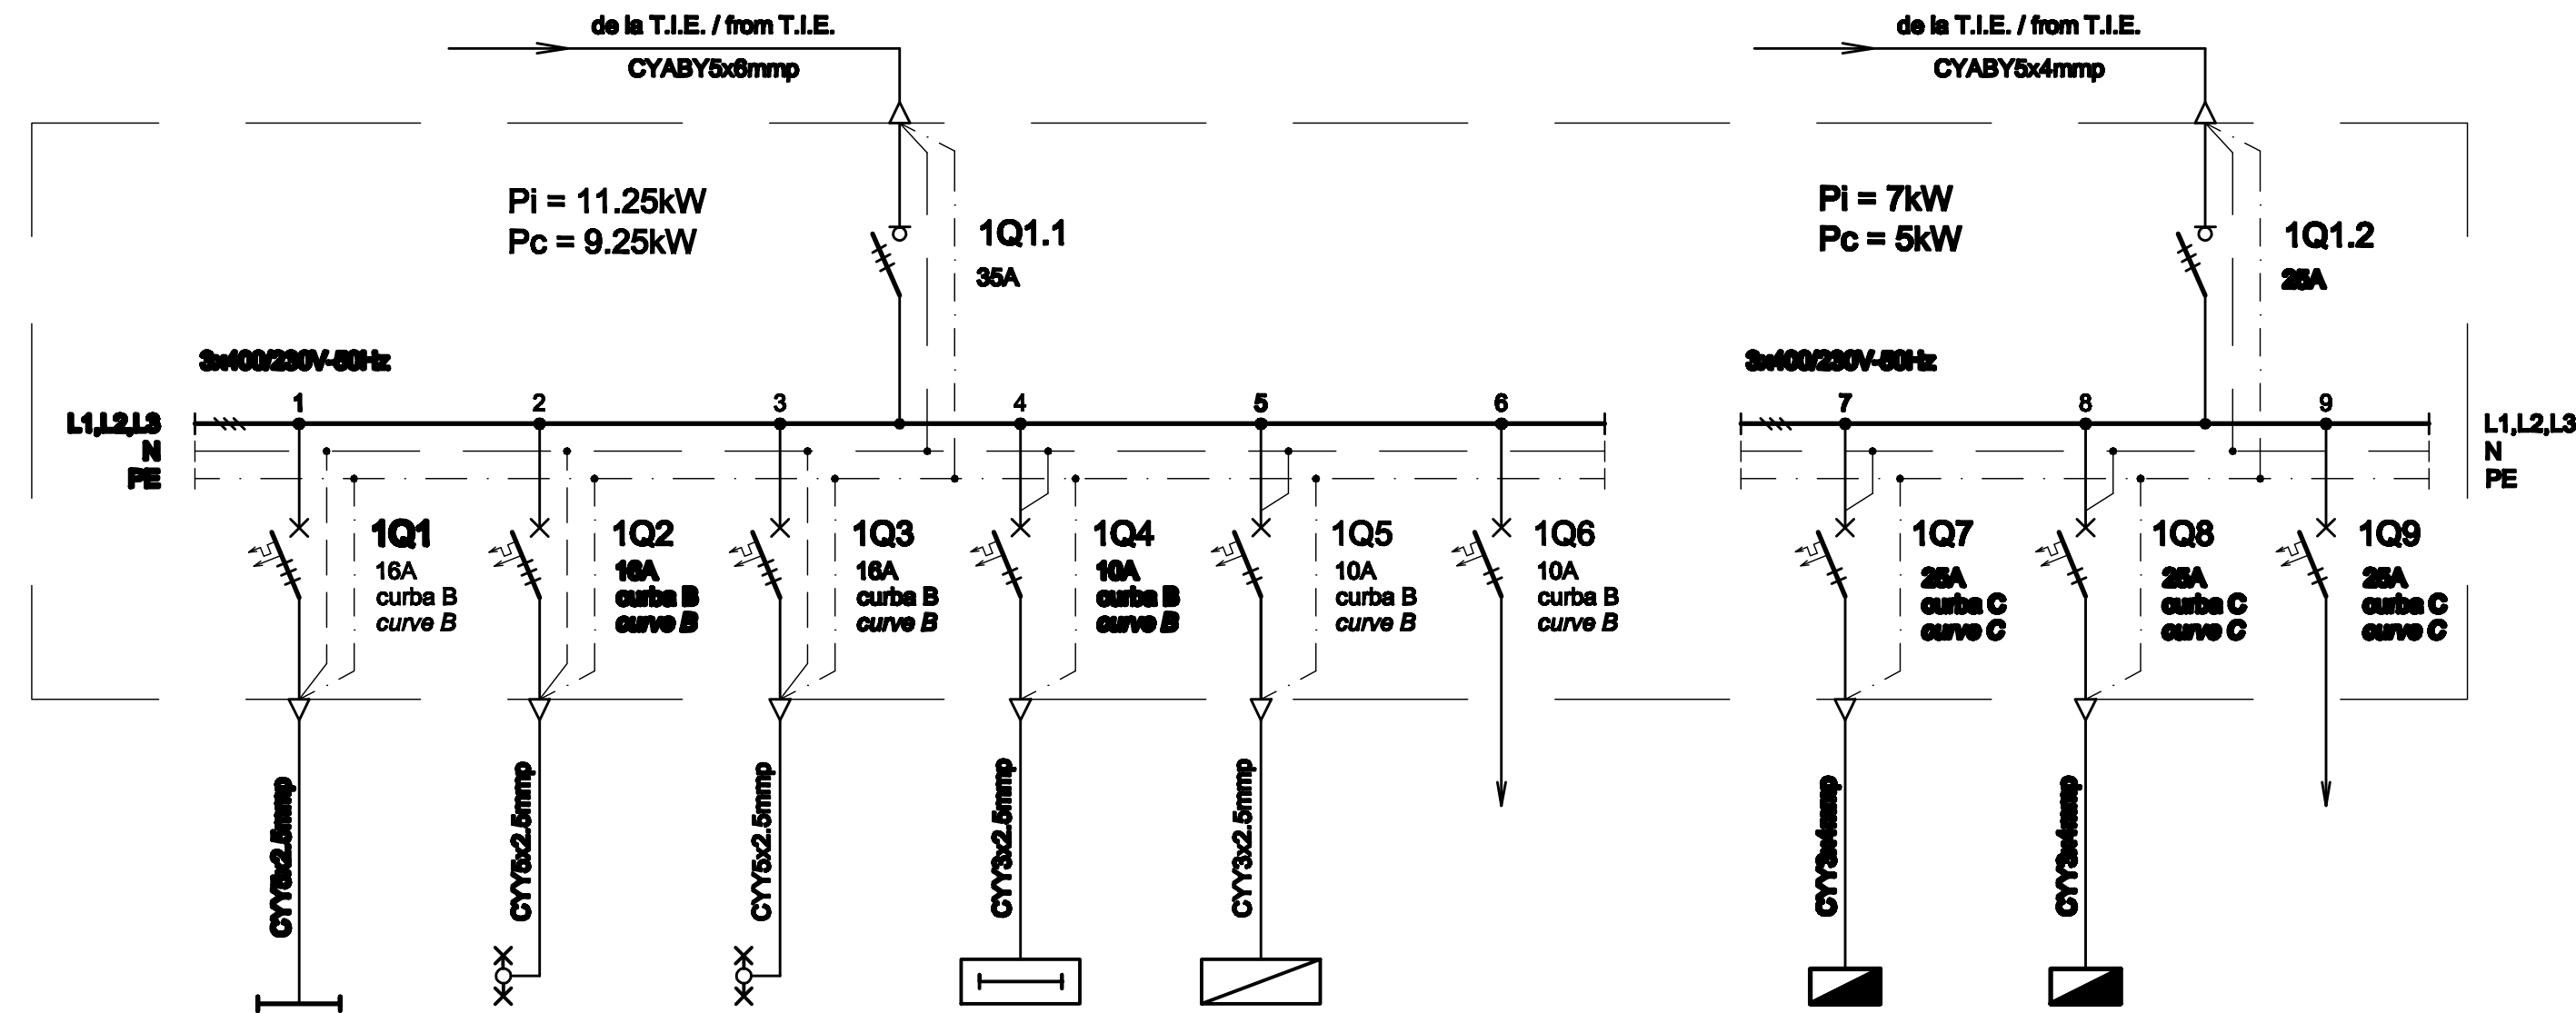 de la T.I.E. / from T.I.E.
CYABY5x6mmp
de la T.I.E. / from T.I.E.
CYABY5x4mmp
Pi = 11.25kW
Pc = 9.25kW
1Q1.1
35A
Pi = 7kW
Pc = 5kW
1Q1.2
25A
3x400/230V-50Hz
3x400/230V-50Hz
L1,L2,L3
N
PE
1 2 3 4 5 6
7 8 9
L1,L2,L3
N
PE
1Q1
16A
curba B
curve B
1Q2
16A
curba B
curve B
1Q3
16A
curba B
curve B
1Q4
10A
curba B
curve B
1Q5
10A
curba B
curve B
1Q6
10A
curba B
curve B
1Q7
25A
curba C
curve C
1Q8
25A
curba C
curve C
1Q9
25A
curba C
curve C
CYY5x2.5mmp
CYY5x2.5mmp
CYY5x2.5mmp
CYY3x2.5mmp
CYY3x2.5mmp
CYY3x4mmp
CYY3x4mmp